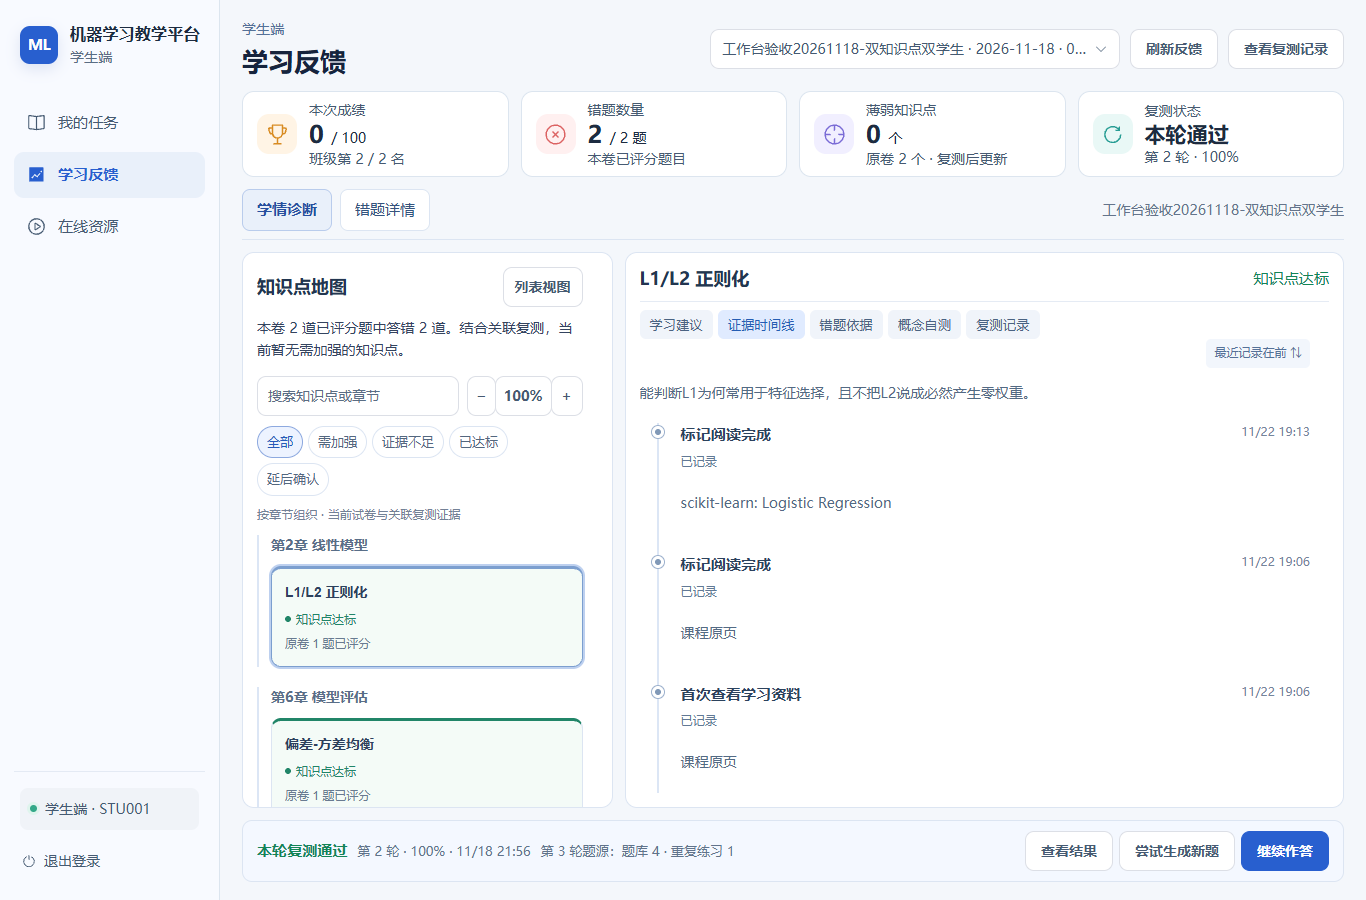 ML
机器学习教学平台
学生端
我的任务
学习反馈
在线资源
学生端 · STU001
退出登录
学生端
学习反馈
工作台验收20261118-双知识点双学生 · 2026-11-18 · 0...
刷新反馈
查看复测记录
本次成绩
0 / 100
班级第 2 / 2 名
错题数量
2 / 2 题
本卷已评分题目
薄弱知识点
0 个
原卷 2 个 · 复测后更新
复测状态
本轮通过
第 2 轮 · 100%
学情诊断
错题详情
工作台验收20261118-双知识点双学生
知识点地图
列表视图
本卷 2 道已评分题中答错 2 道。结合关联复测，当
前暂无需加强的知识点。
搜索知识点或章节
−
100%
+
全部
需加强
证据不足
已达标
延后确认
按章节组织 · 当前试卷与关联复测证据
第2章 线性模型
L1/L2 正则化
知识点达标
原卷 1 题已评分
第6章 模型评估
偏差-方差均衡
知识点达标
原卷 1 题已评分
L1/L2 正则化
知识点达标
学习建议
证据时间线
错题依据
概念自测
复测记录
最近记录在前 ⇅
能判断L1为何常用于特征选择，且不把L2说成必然产生零权重。
标记阅读完成
11/22 19:13
已记录
scikit-learn: Logistic Regression
标记阅读完成
11/22 19:06
已记录
课程原页
首次查看学习资料
11/22 19:06
已记录
课程原页
本轮复测通过
第 2 轮 · 100% · 11/18 21:56
第 3 轮题源：题库 4 · 重复练习 1
查看结果
尝试生成新题
继续作答